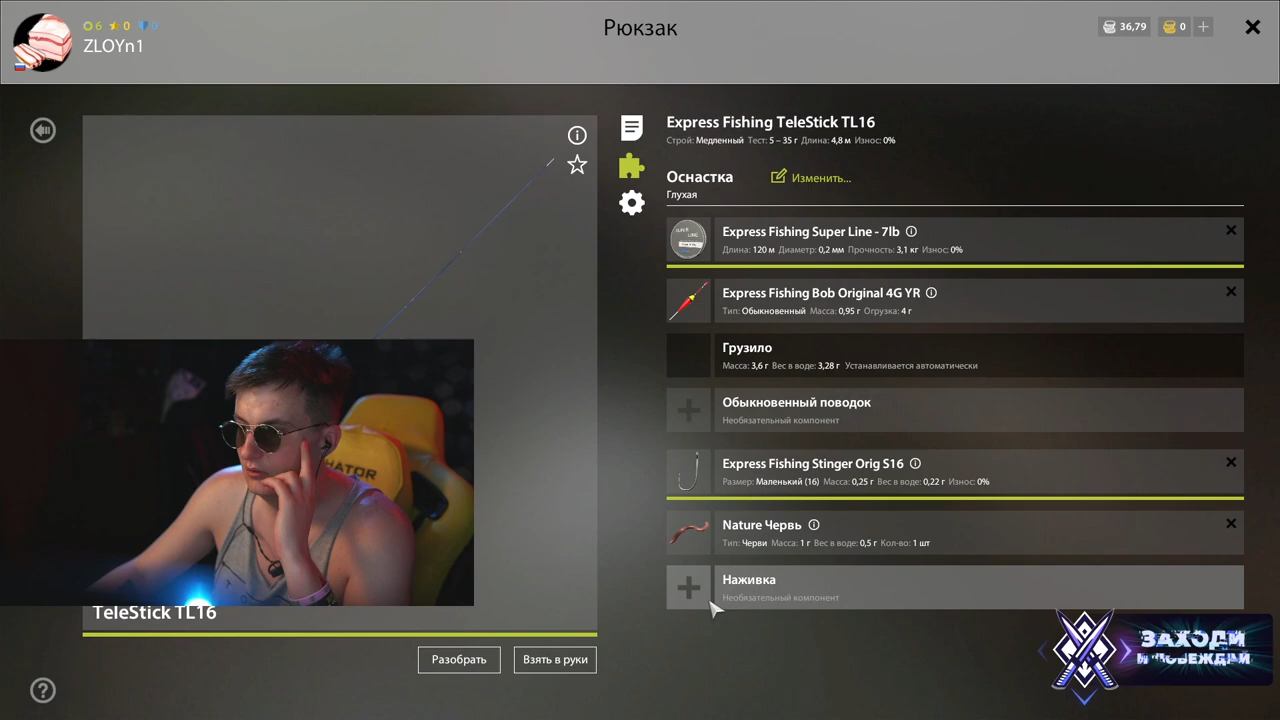 6 0 0
ZLOYn1
Рюкзак
36,79
0
Express Fishing TeleStick TL16
Строй: Медленный Тест: 5 – 35 г Длина: 4,8 м Износ: 0%
Оснастка
Изменить...
Глухая
Express Fishing Super Line - 7lb
Длина: 120 м Диаметр: 0,2 мм Прочность: 3,1 кг Износ: 0%
Express Fishing Bob Original 4G YR
Тип: Обыкновенный Масса: 0,95 г Огрузка: 4 г
Грузило
Масса: 3,6 г Вес в воде: 3,28 г Устанавливается автоматически
Обыкновенный поводок
Необязательный компонент
Express Fishing Stinger Orig S16
Размер: Маленький (16) Масса: 0,25 г Вес в воде: 0,22 г Износ: 0%
Nature Червь
Тип: Черви Масса: 1 г Вес в воде: 0,5 г Кол-во: 1 шт
Наживка
Необязательный компонент
TeleStick TL16
Разобрать
Взять в руки
ЗАХОДИ
И ПОБЕЖДАЙ